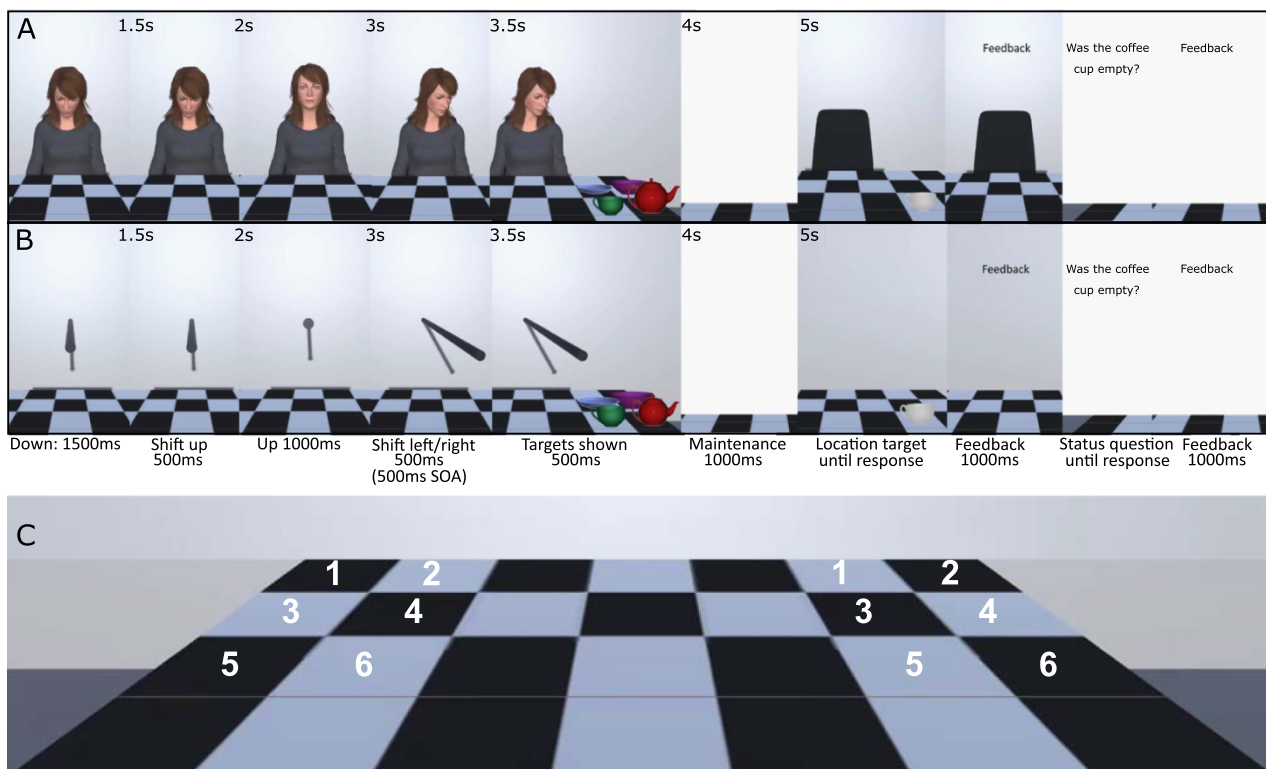 A
1.5s
2s
3s
3.5s
4s
5s
Feedback
Was the coffee
cup empty?
Feedback
B
1.5s
2s
3s
3.5s
4s
5s
Feedback
Was the coffee
cup empty?
Feedback
Down: 1500ms
Shift up
500ms
Up 1000ms
Shift left/right
500ms
(500ms SOA)
Targets shown
500ms
Maintenance
1000ms
Location target
until response
Feedback
1000ms
Status question
until response
Feedback
1000ms
C
1 2 1 2
3 4 3 4
5 6 5 6